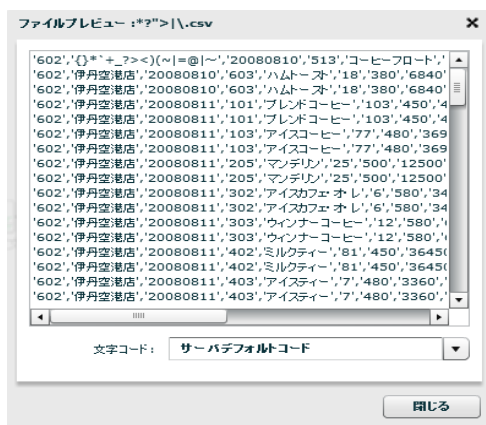 ファイルプレビュー :*?">|\.csv
'602','{}*`+_?><)(~|=@|~','20080810','513','コーヒーフロート','
'602','伊丹空港店','20080810','603','ハムトースト','18','380','6840'
'602','伊丹空港店','20080810','603','ハムトースト','18','380','6840'
'602','伊丹空港店','20080811','101','ブレンドコーヒー','103','450','4
'602','伊丹空港店','20080811','101','ブレンドコーヒー','103','450','4
'602','伊丹空港店','20080811','103','アイスコーヒー','77','480','369
'602','伊丹空港店','20080811','103','アイスコーヒー','77','480','369
'602','伊丹空港店','20080811','205','マンデリン','25','500','12500'
'602','伊丹空港店','20080811','205','マンデリン','25','500','12500'
'602','伊丹空港店','20080811','302','アイスカフェ・オ・レ','6','580','34
'602','伊丹空港店','20080811','302','アイスカフェ・オ・レ','6','580','34
'602','伊丹空港店','20080811','303','ウィンナーコーヒー','12','580','
'602','伊丹空港店','20080811','303','ウィンナーコーヒー','12','580','
'602','伊丹空港店','20080811','402','ミルクティー','81','450','3645
'602','伊丹空港店','20080811','402','ミルクティー','81','450','3645
'602','伊丹空港店','20080811','403','アイスティー','7','480','3360','
'602','伊丹空港店','20080811','403','アイスティー','7','480','3360','
文字コード： サーバデフォルトコード
閉じる